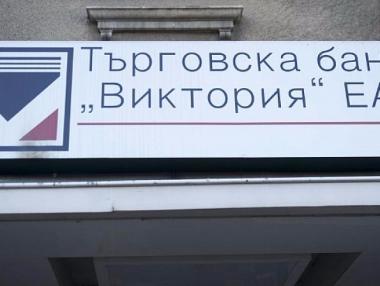 Търговска бан
„Виктория“ ЕА